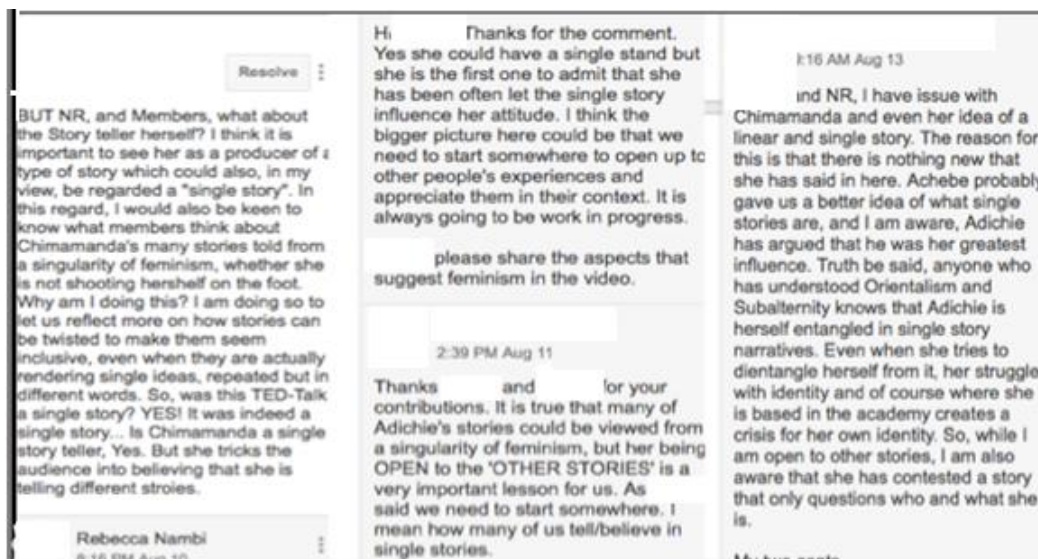 Resolve
BUT NR, and Members, what about
the Story teller herself? I think it is
important to see her as a producer of a
type of story which could also, in my
view, be regarded a "single story". In
this regard, I would also be keen to
know what members think about
Chimamanda's many stories told from
a singularity of feminism, whether she
is not shooting hershelf on the foot.
Why am I doing this? I am doing so to
let us reflect more on how stories can
be twisted to make them seem
inclusive, even when they are actually
rendering single ideas, repeated but in
different words. So, was this TED-Talk
a single story? YES! It was indeed a
single story... Is Chimamanda a single
story teller, Yes. But she tricks the
audience into believing that she is
telling different stroies.
Rebecca Nambi
8:16 PM Aug 10
Hi Thanks for the comment.
Yes she could have a single stand but
she is the first one to admit that she
has been often let the single story
influence her attitude. I think the
bigger picture here could be that we
need to start somewhere to open up to
other people's experiences and
appreciate them in their context. It is
always going to be work in progress.
please share the aspects that
suggest feminism in the video.
2:39 PM Aug 11
Thanks and for your
contributions. It is true that many of
Adichie's stories could be viewed from
a singularity of feminism, but her being
OPEN to the 'OTHER STORIES' is a
very important lesson for us. As
said we need to start somewhere. I
mean how many of us tell/believe in
single stories.
:16 AM Aug 13
and NR, I have issue with
Chimamanda and even her idea of a
linear and single story. The reason for
this is that there is nothing new that
she has said in here. Achebe probably
gave us a better idea of what single
stories are, and I am aware, Adichie
has argued that he was her greatest
influence. Truth be said, anyone who
has understood Orientalism and
Subalternity knows that Adichie is
herself entangled in single story
narratives. Even when she tries to
dientangle herself from it, her struggle
with identity and of course where she
is based in the academy creates a
crisis for her own identity. So, while I
am open to other stories, I am also
aware that she has contested a story
that only questions who and what she
is.
My two cents